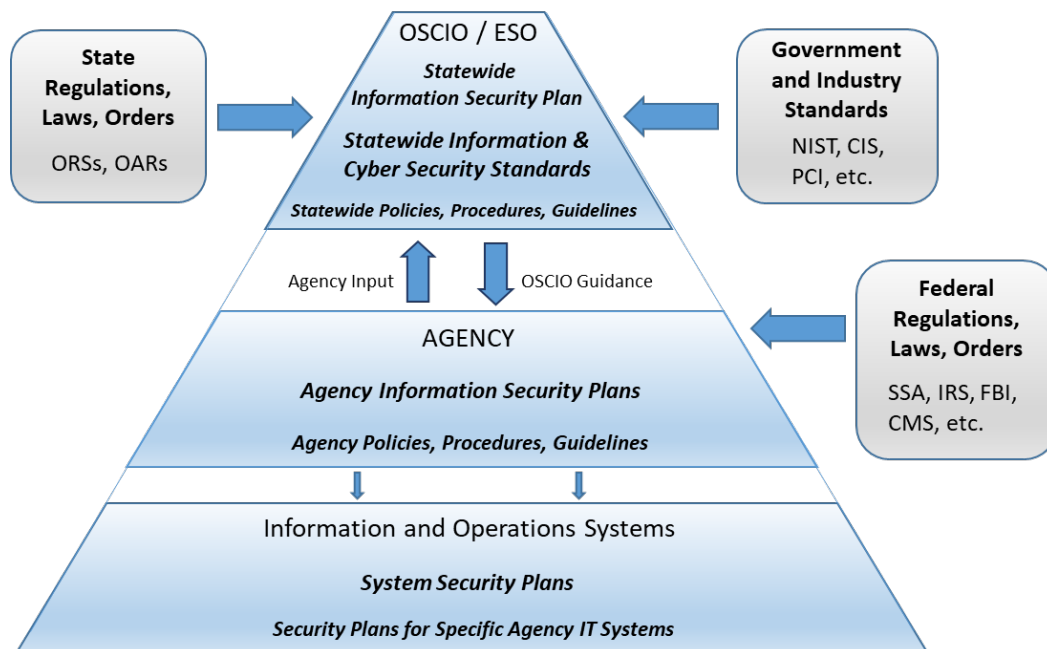 OSCIO / ESO
Statewide
Information Security Plan
Statewide Information &
Cyber Security Standards
Statewide Policies, Procedures, Guidelines
State
Regulations,
Laws, Orders
ORSs, OARs
Government
and Industry
Standards
NIST, CIS,
PCI, etc.
Agency Input
OSCIO Guidance
AGENCY
Agency Information Security Plans
Agency Policies, Procedures, Guidelines
Federal
Regulations,
Laws, Orders
SSA, IRS, FBI,
CMS, etc.
Information and Operations Systems
System Security Plans
Security Plans for Specific Agency IT Systems